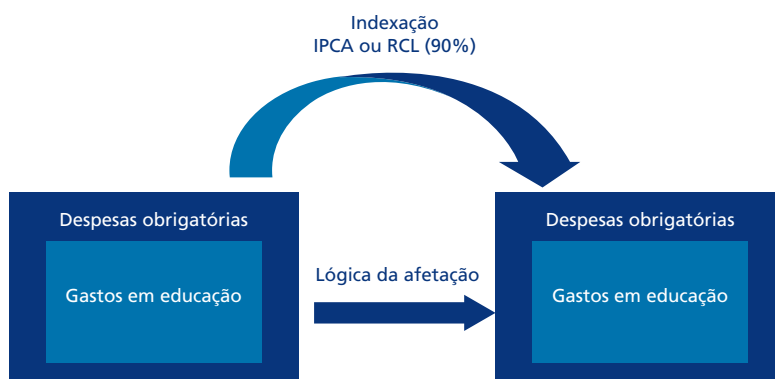 Indexação
IPCA ou RCL (90%)
Despesas obrigatórias
Gastos em educação
Lógica da afetação
Despesas obrigatórias
Gastos em educação